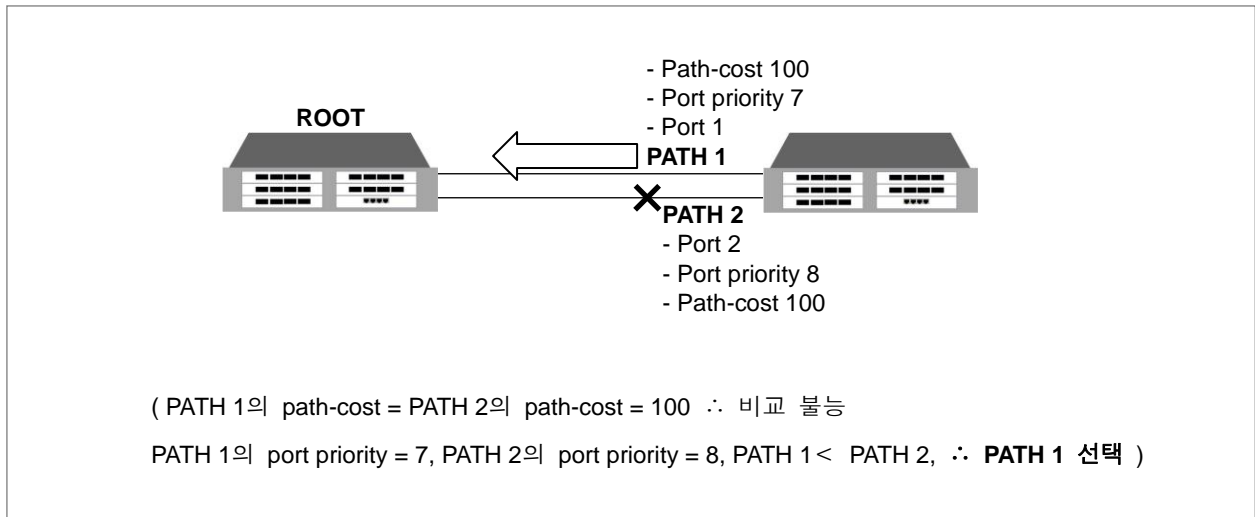 - Path-cost 100
- Port priority 7
- Port 1
ROOT
PATH 1
PATH 2
- Port 2
- Port priority 8
- Path-cost 100
( PATH 1의 path-cost = PATH 2의 path-cost = 100 ∴ 비교 불능
PATH 1의 port priority = 7, PATH 2의 port priority = 8, PATH 1< PATH 2, ∴ PATH 1 선택 )